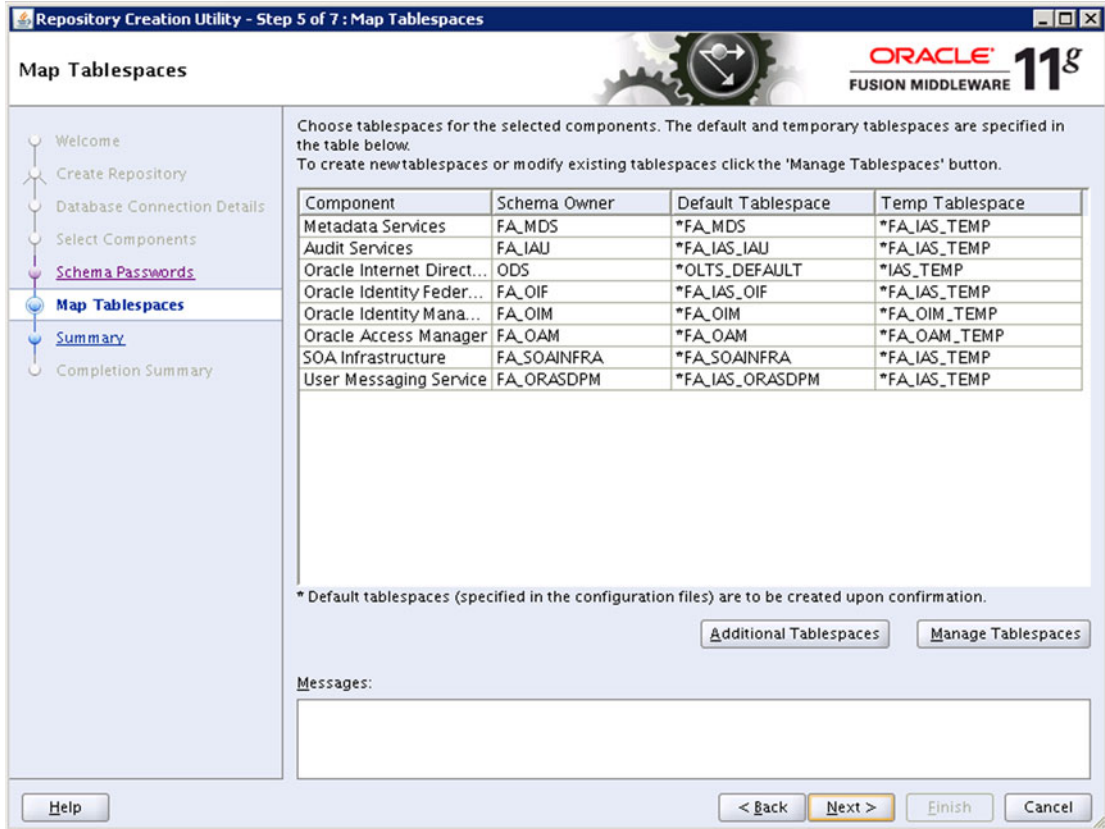 Repository Creation Utility - Step 5 of 7 : Map Tablespaces
Map Tablespaces
ORACLE 11g
FUSION MIDDLEWARE
Welcome
Create Repository
Database Connection Details
Select Components
Schema Passwords
Map Tablespaces
Summary
Completion Summary
Choose tablespaces for the selected components. The default and temporary tablespaces are specified in
the table below.
To create new tablespaces or modify existing tablespaces click the 'Manage Tablespaces' button.
Component Schema Owner Default Tablespace Temp Tablespace
Metadata Services FA_MDS *FA_MDS *FA_IAS_TEMP
Audit Services FA_IAU *FA_IAS_IAU *FA_IAS_TEMP
Oracle Internet Direct... ODS *OLTS_DEFAULT *IAS_TEMP
Oracle Identity Feder... FA_OIF *FA_IAS_OIF *FA_IAS_TEMP
Oracle Identity Mana... FA_OIM *FA_OIM *FA_OIM_TEMP
Oracle Access Manager FA_OAM *FA_OAM *FA_OAM_TEMP
SOA Infrastructure FA_SOAINFRA *FA_SOAINFRA *FA_IAS_TEMP
User Messaging Service FA_ORASDPM *FA_IAS_ORASDPM *FA_IAS_TEMP
* Default tablespaces (specified in the configuration files) are to be created upon confirmation.
Additional Tablespaces Manage Tablespaces
Messages:
Help < Back Next > Finish Cancel